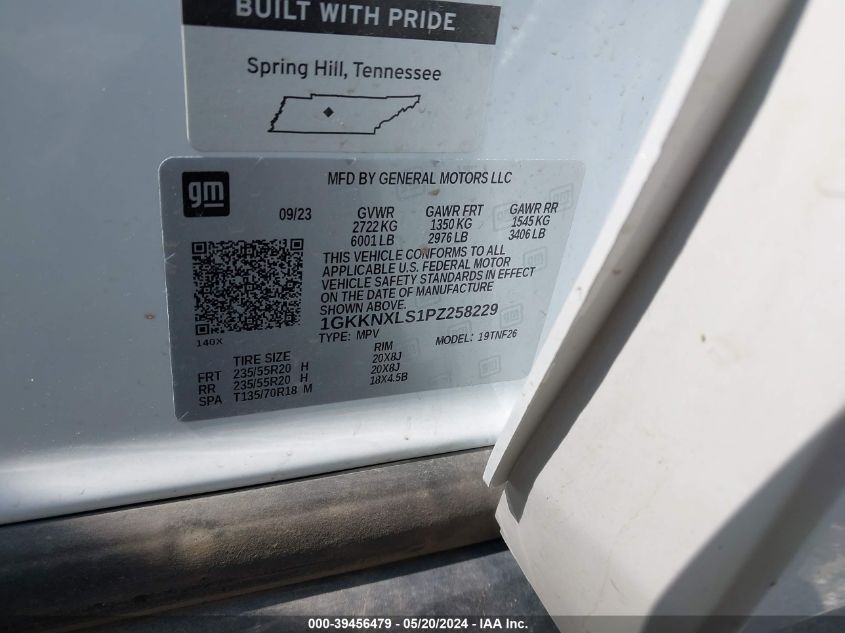 BUILT WITH PRIDE
Spring Hill, Tennessee
gm
MFD BY GENERAL MOTORS LLC
09/23 GVWR GAWR FRT GAWR RR
2722 KG 1350 KG 1545 KG
6001 LB 2976 LB 3406 LB
THIS VEHICLE CONFORMS TO ALL
APPLICABLE U.S. FEDERAL MOTOR
VEHICLE SAFETY STANDARDS IN EFFECT
ON THE DATE OF MANUFACTURE
SHOWN ABOVE.
1GKKNXLS1PZ258229
TYPE: MPV MODEL: 19TNF26
140X
TIRE SIZE RIM
FRT 235/55R20 H 20X8J
RR 235/55R20 H 20X8J
SPA T135/70R18 M 18X4.5B
000-39456479 - 05/20/2024 - IAA Inc.